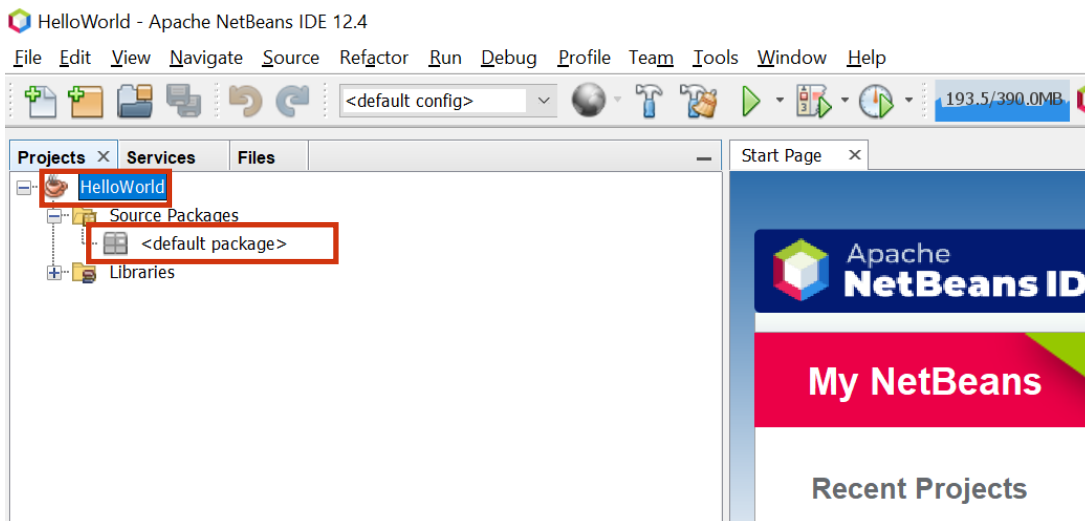 HelloWorld - Apache NetBeans IDE 12.4
File Edit View Navigate Source Refactor Run Debug Profile Team Tools Window Help
<default config> 193.5/390.0MB
Projects × Services Files Start Page ×
HelloWorld
Source Packages
<default package>
Libraries
Apache
NetBeans ID
My NetBeans
Recent Projects